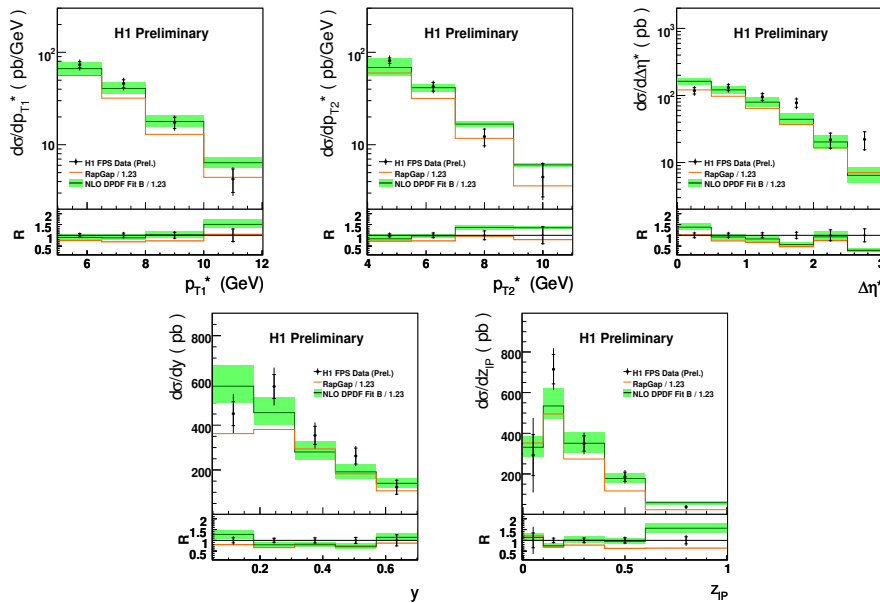 H1 Preliminary
dσ/dp_T1* ( pb/GeV)
10²
10
H1 FPS Data (Prel.)
RapGap / 1.23
NLO DPDF Fit B / 1.23
R
2
1.5
1
0.5
6 8 10 12
p_T1* (GeV)
H1 Preliminary
dσ/dp_T2* ( pb/GeV)
10²
10
H1 FPS Data (Prel.)
RapGap / 1.23
NLO DPDF Fit B / 1.23
R
2
1.5
1
0.5
4 6 8 10
p_T2* (GeV)
H1 Preliminary
dσ/dΔη* ( pb)
10³
10²
10
H1 FPS Data (Prel.)
RapGap / 1.23
NLO DPDF Fit B / 1.23
R
2
1.5
1
0.5
0 1 2 3
Δη*
H1 Preliminary
dσ/dy ( pb)
800
600
400
200
H1 FPS Data (Prel.)
RapGap / 1.23
NLO DPDF Fit B / 1.23
R
2
1.5
1
0.5
0.2 0.4 0.6
y
H1 Preliminary
dσ/dz_IP ( pb)
800
600
400
200
H1 FPS Data (Prel.)
RapGap / 1.23
NLO DPDF Fit B / 1.23
R
2
1.5
1
0.5
0 0.5 1
z_IP